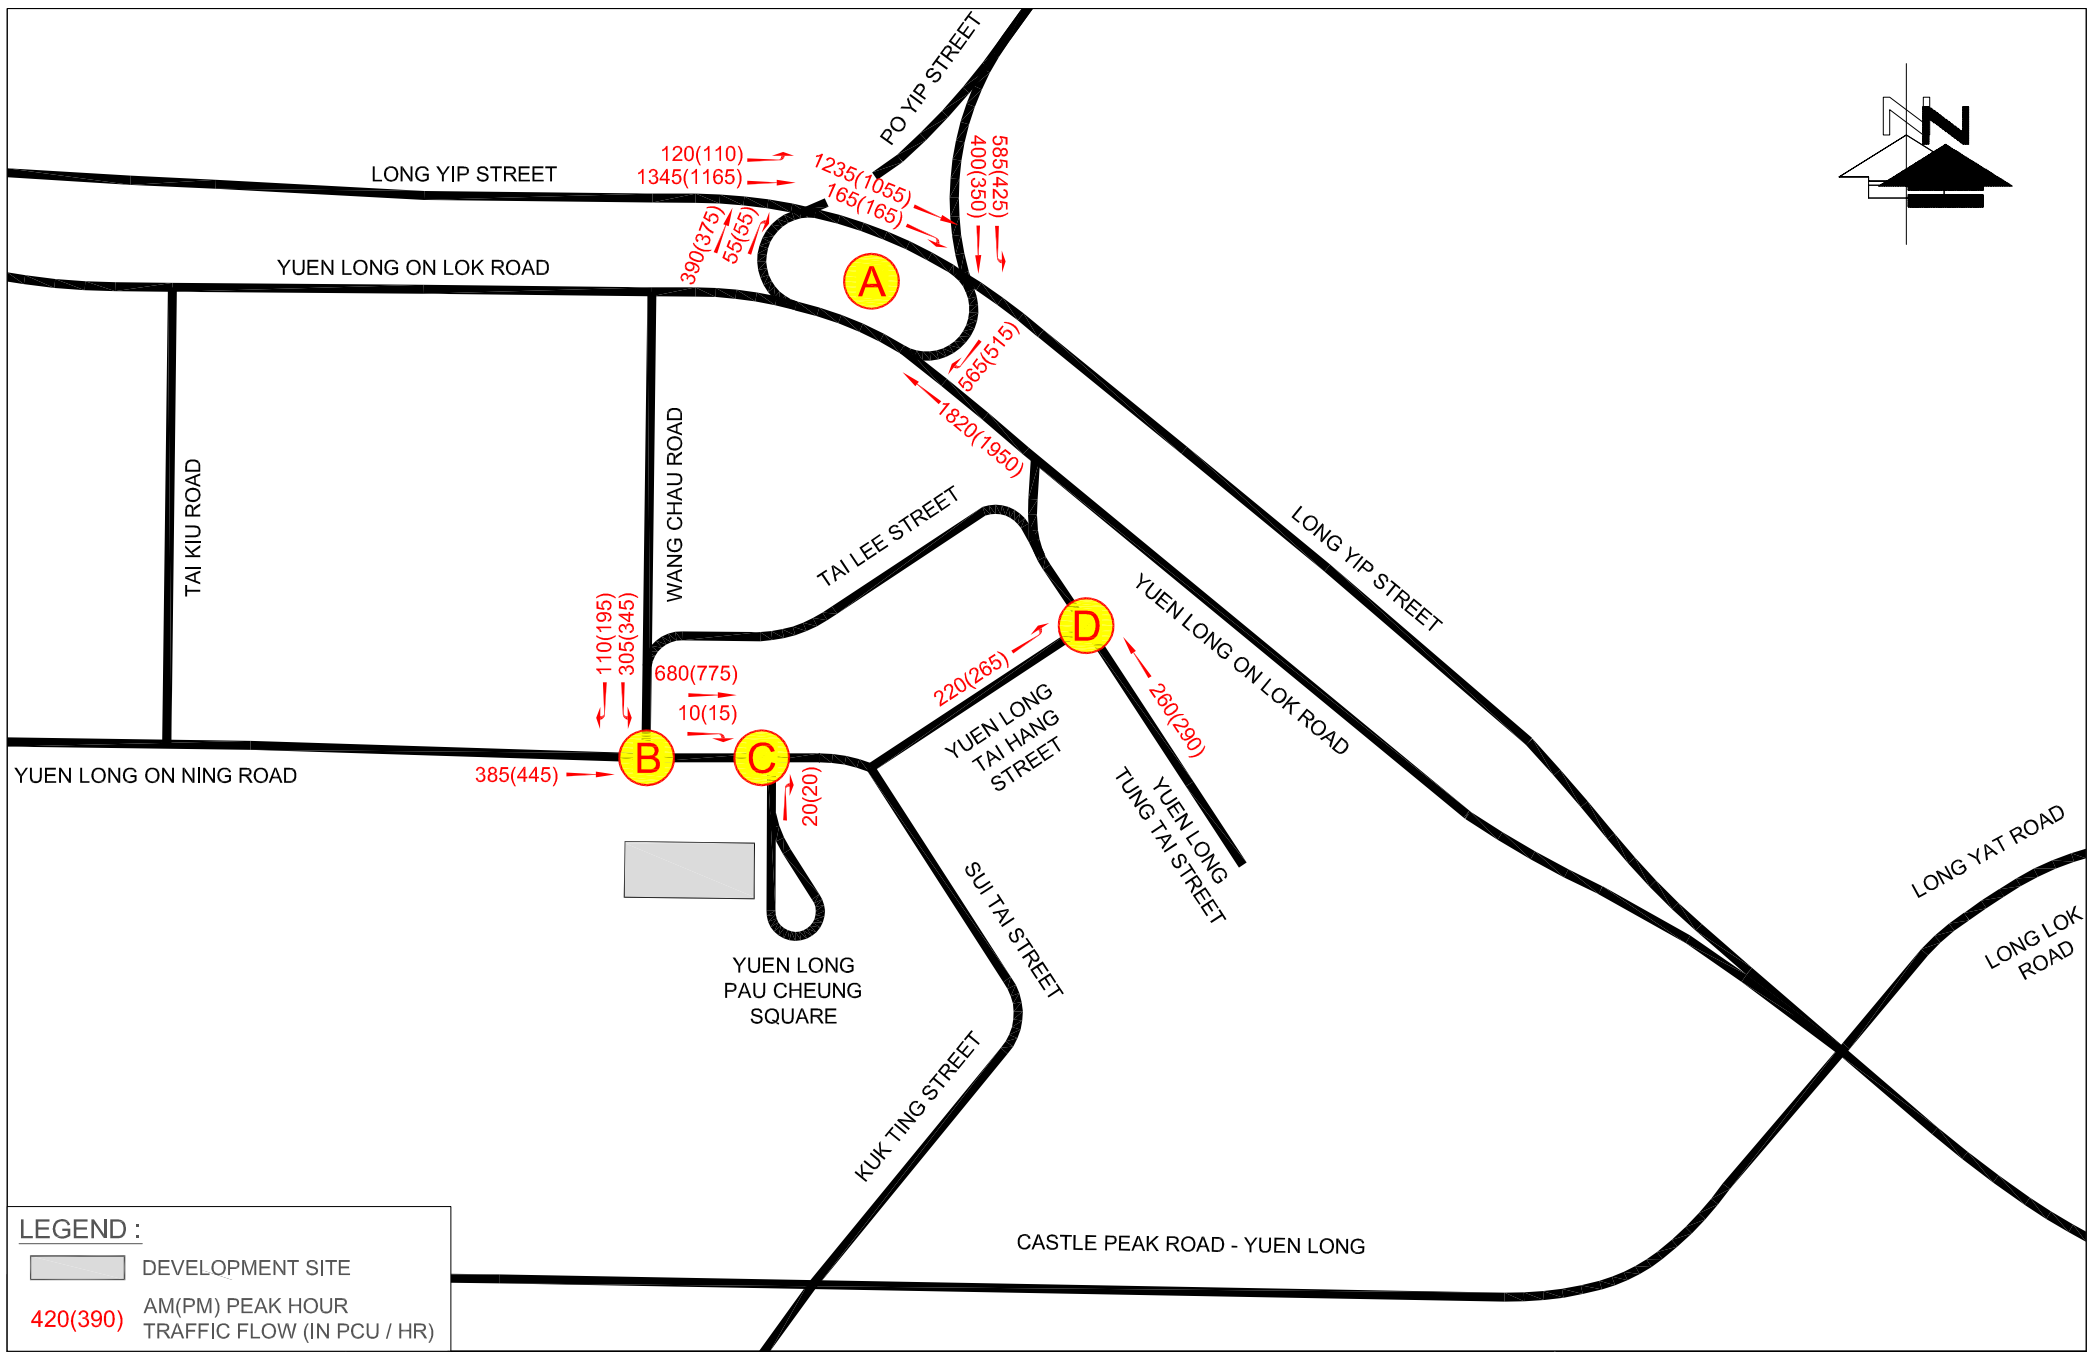 PO YIP STREET
LONG YIP STREET
120(110)
1345(1165)
1235(1055)
165(165)
585(425)
400(350)
N
N
390(375)
55(55)
A
YUEN LONG ON LOK ROAD
565(515)
1820(1950)
TAI KIU ROAD
WANG CHAU ROAD
TAI LEE STREET
LONG YIP STREET
YUEN LONG ON LOK ROAD
110(195)
305(345)
680(775)
10(15)
B
C
D
220(265)
260(290)
YUEN LONG
TAI HANG
STREET
YUEN LONG
TUNG TAI STREET
385(445)
YUEN LONG ON NING ROAD
20(20)
SUI TAI STREET
YUEN LONG
PAU CHEUNG
SQUARE
KUK TING STREET
LONG YAT ROAD
LONG LOK
ROAD
CASTLE PEAK ROAD - YUEN LONG
LEGEND :
DEVELOPMENT SITE
420(390)
AM(PM) PEAK HOUR
TRAFFIC FLOW (IN PCU / HR)